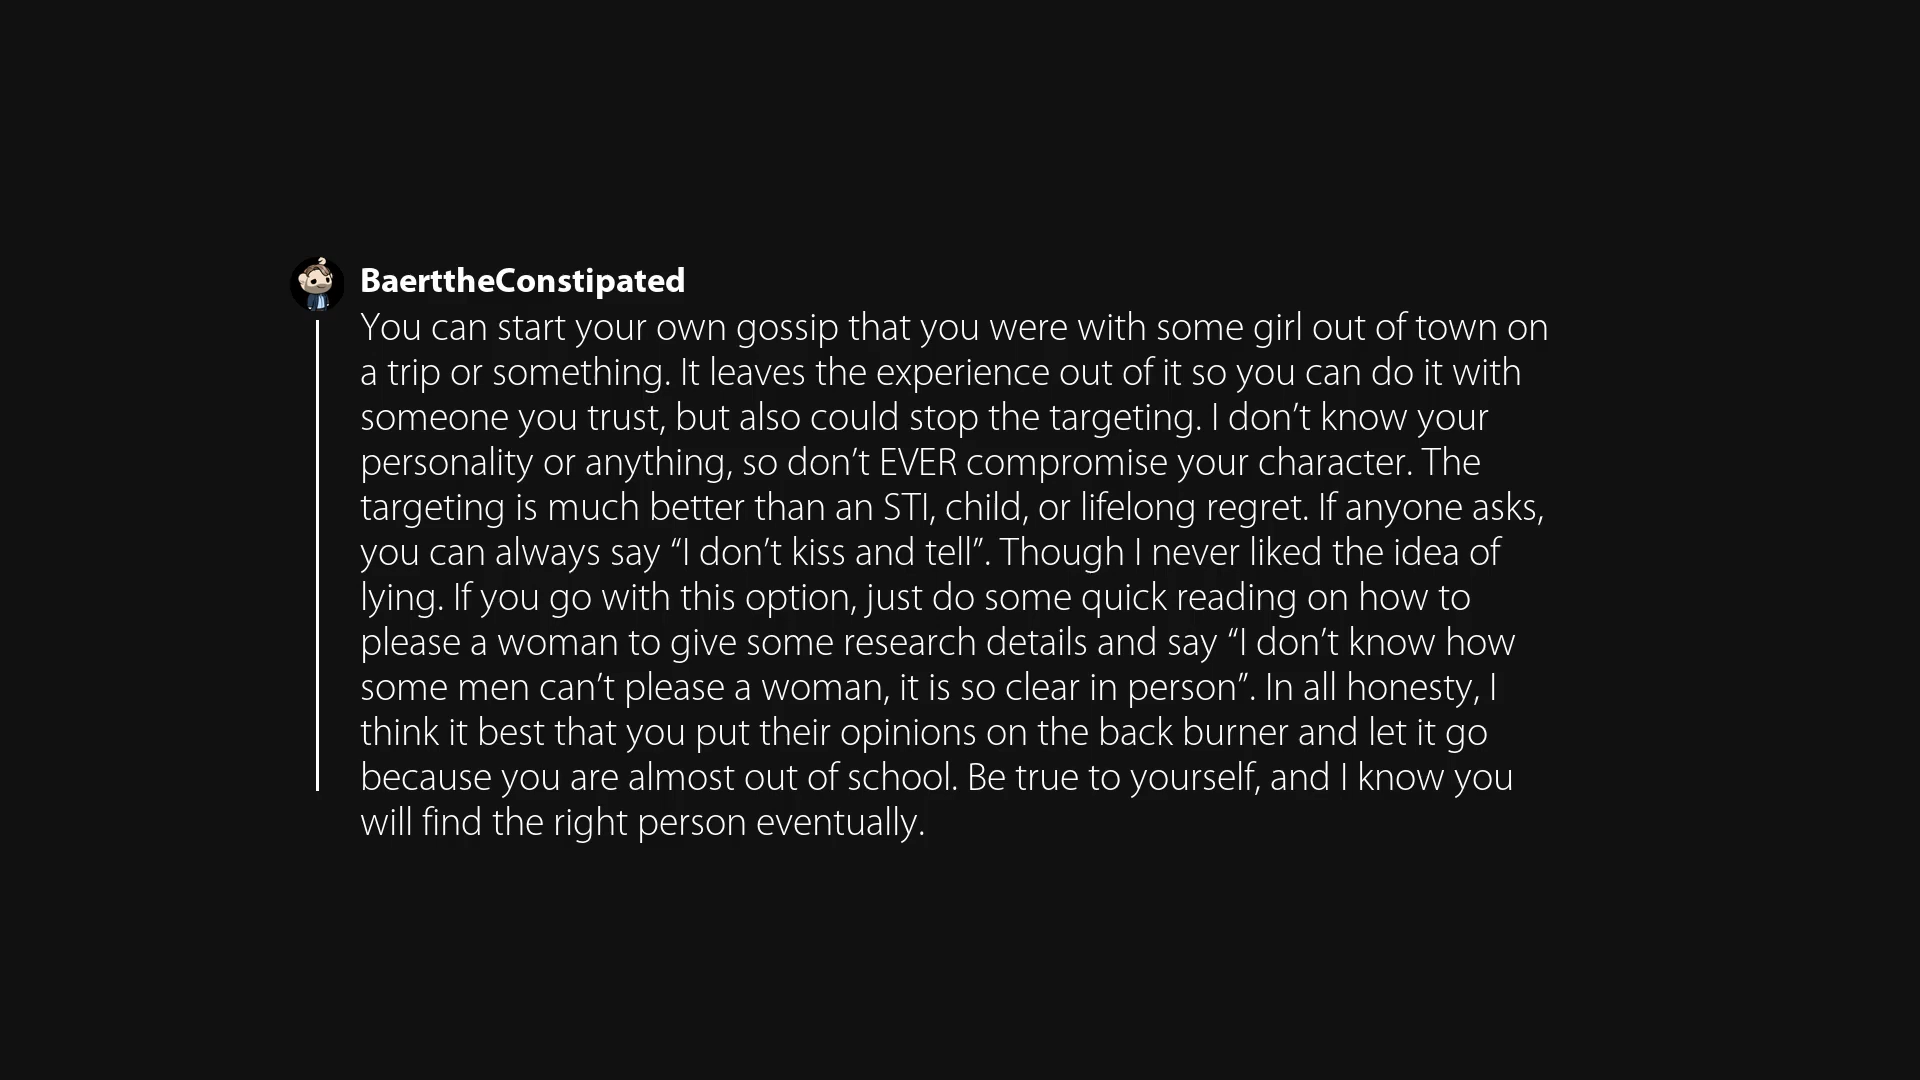 BaerttheConstipated
You can start your own gossip that you were with some girl out of town on
a trip or something. It leaves the experience out of it so you can do it with
someone you trust, but also could stop the targeting. I don’t know your
personality or anything, so don’t EVER compromise your character. The
targeting is much better than an STI, child, or lifelong regret. If anyone asks,
you can always say “I don’t kiss and tell”. Though I never liked the idea of
lying. If you go with this option, just do some quick reading on how to
please a woman to give some research details and say “I don’t know how
some men can’t please a woman, it is so clear in person”. In all honesty, I
think it best that you put their opinions on the back burner and let it go
because you are almost out of school. Be true to yourself, and I know you
will find the right person eventually.